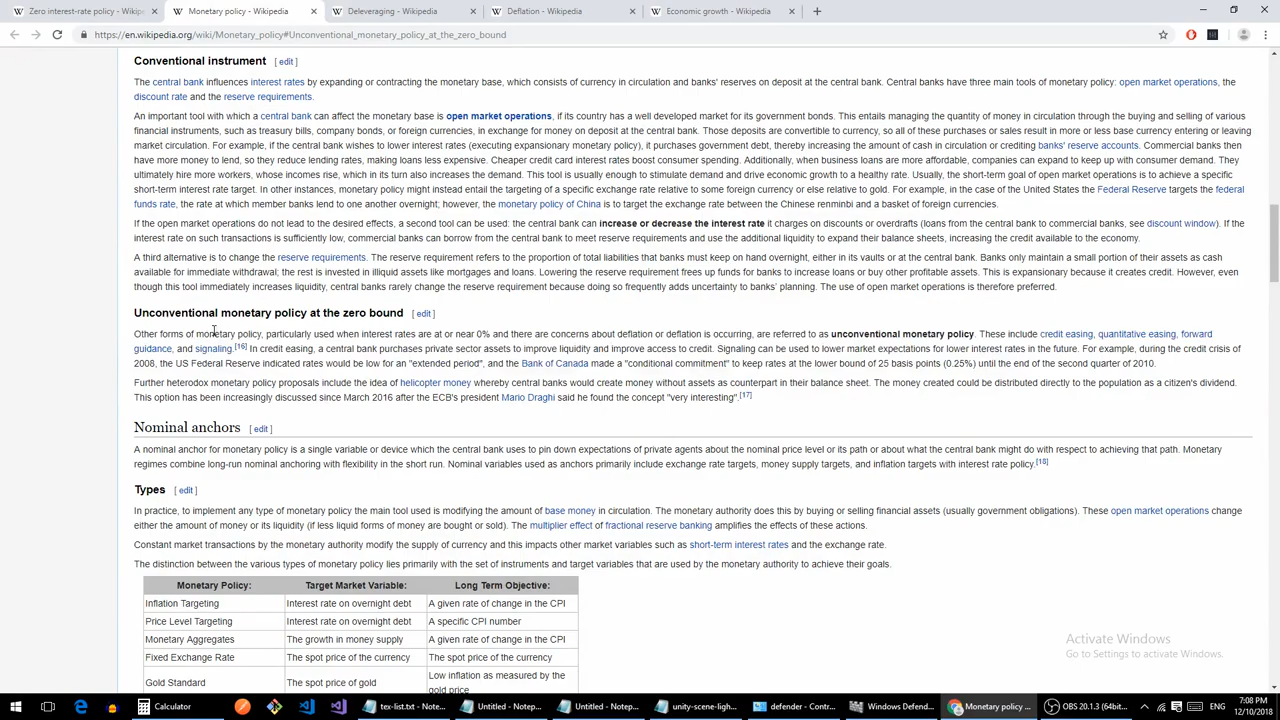 Zero interest-rate policy - Wikip
Monetary policy - Wikipedia
Deleveraging - Wikipedia
Deflation - Wikipedia
Economic growth - Wikipedia
https://en.wikipedia.org/wiki/Monetary_policy#Unconventional_monetary_policy_at_the_zero_bound
Conventional instrument [ edit ]
The central bank influences interest rates by expanding or contracting the monetary base, which consists of currency in circulation and banks' reserves on deposit at the central bank. Central banks have three main tools of monetary policy: open market operations, the
discount rate and the reserve requirements.
An important tool with which a central bank can affect the monetary base is open market operations, if its country has a well developed market for its government bonds. This entails managing the quantity of money in circulation through the buying and selling of various
financial instruments, such as treasury bills, company bonds, or foreign currencies, in exchange for money on deposit at the central bank. Those deposits are convertible to currency, so all of these purchases or sales result in more or less base currency entering or leaving
market circulation. For example, if the central bank wishes to lower interest rates (executing expansionary monetary policy), it purchases government debt, thereby increasing the amount of cash in circulation or crediting banks' reserve accounts. Commercial banks then
have more money to lend, so they reduce lending rates, making loans less expensive. Cheaper credit card interest rates boost consumer spending. Additionally, when business loans are more affordable, companies can expand to keep up with consumer demand. They
ultimately hire more workers, whose incomes rise, which in its turn also increases the demand. This tool is usually enough to stimulate demand and drive economic growth to a healthy rate. Usually, the short-term goal of open market operations is to achieve a specific
short-term interest rate target. In other instances, monetary policy might instead entail the targeting of a specific exchange rate relative to some foreign currency or else relative to gold. For example, in the case of the United States the Federal Reserve targets the federal
funds rate, the rate at which member banks lend to one another overnight; however, the monetary policy of China is to target the exchange rate between the Chinese renminbi and a basket of foreign currencies.
If the open market operations do not lead to the desired effects, a second tool can be used: the central bank can increase or decrease the interest rate it charges on discounts or overdrafts (loans from the central bank to commercial banks, see discount window). If the
interest rate on such transactions is sufficiently low, commercial banks can borrow from the central bank to meet reserve requirements and use the additional liquidity to expand their balance sheets, increasing the credit available to the economy.
A third alternative is to change the reserve requirements. The reserve requirement refers to the proportion of total liabilities that banks must keep on hand overnight, either in its vaults or at the central bank. Banks only maintain a small portion of their assets as cash
available for immediate withdrawal; the rest is invested in illiquid assets like mortgages and loans. Lowering the reserve requirement frees up funds for banks to increase loans or buy other profitable assets. This is expansionary because it creates credit. However, even
though this tool immediately increases liquidity, central banks rarely change the reserve requirement because doing so frequently adds uncertainty to banks' planning. The use of open market operations is therefore preferred.
Unconventional monetary policy at the zero bound [ edit ]
Other forms of monetary policy, particularly used when interest rates are at or near 0% and there are concerns about deflation or deflation is occurring, are referred to as unconventional monetary policy. These include credit easing, quantitative easing, forward
guidance, and signaling.[16] In credit easing, a central bank purchases private sector assets to improve liquidity and improve access to credit. Signaling can be used to lower market expectations for lower interest rates in the future. For example, during the credit crisis of
2008, the US Federal Reserve indicated rates would be low for an "extended period", and the Bank of Canada made a "conditional commitment" to keep rates at the lower bound of 25 basis points (0.25%) until the end of the second quarter of 2010.
Further heterodox monetary policy proposals include the idea of helicopter money whereby central banks would create money without assets as counterpart in their balance sheet. The money created could be distributed directly to the population as a citizen's dividend.
This option has been increasingly discussed since March 2016 after the ECB's president Mario Draghi said he found the concept "very interesting".[17]
Nominal anchors [ edit ]
A nominal anchor for monetary policy is a single variable or device which the central bank uses to pin down expectations of private agents about the nominal price level or its path or about what the central bank might do with respect to achieving that path. Monetary
regimes combine long-run nominal anchoring with flexibility in the short run. Nominal variables used as anchors primarily include exchange rate targets, money supply targets, and inflation targets with interest rate policy.[18]
Types [ edit ]
In practice, to implement any type of monetary policy the main tool used is modifying the amount of base money in circulation. The monetary authority does this by buying or selling financial assets (usually government obligations). These open market operations change
either the amount of money or its liquidity (if less liquid forms of money are bought or sold). The multiplier effect of fractional reserve banking amplifies the effects of these actions.
Constant market transactions by the monetary authority modify the supply of currency and this impacts other market variables such as short-term interest rates and the exchange rate.
The distinction between the various types of monetary policy lies primarily with the set of instruments and target variables that are used by the monetary authority to achieve their goals.
Monetary Policy: Target Market Variable: Long Term Objective:
Inflation Targeting Interest rate on overnight debt A given rate of change in the CPI
Price Level Targeting Interest rate on overnight debt A specific CPI number
Monetary Aggregates The growth in money supply A given rate of change in the CPI
Fixed Exchange Rate The spot price of the currency The spot price of the currency
Gold Standard The spot price of gold Low inflation as measured by the
gold price
Activate Windows
Go to Settings to activate Windows.
Calculator
tex-list.txt - Note...
Untitled - Notep...
Untitled - Notep...
unity-scene-ligh...
defender - Contr...
Windows Defend...
Monetary policy ...
OBS 20.1.3 (64bit...
ENG
7:08 PM
12/10/2018